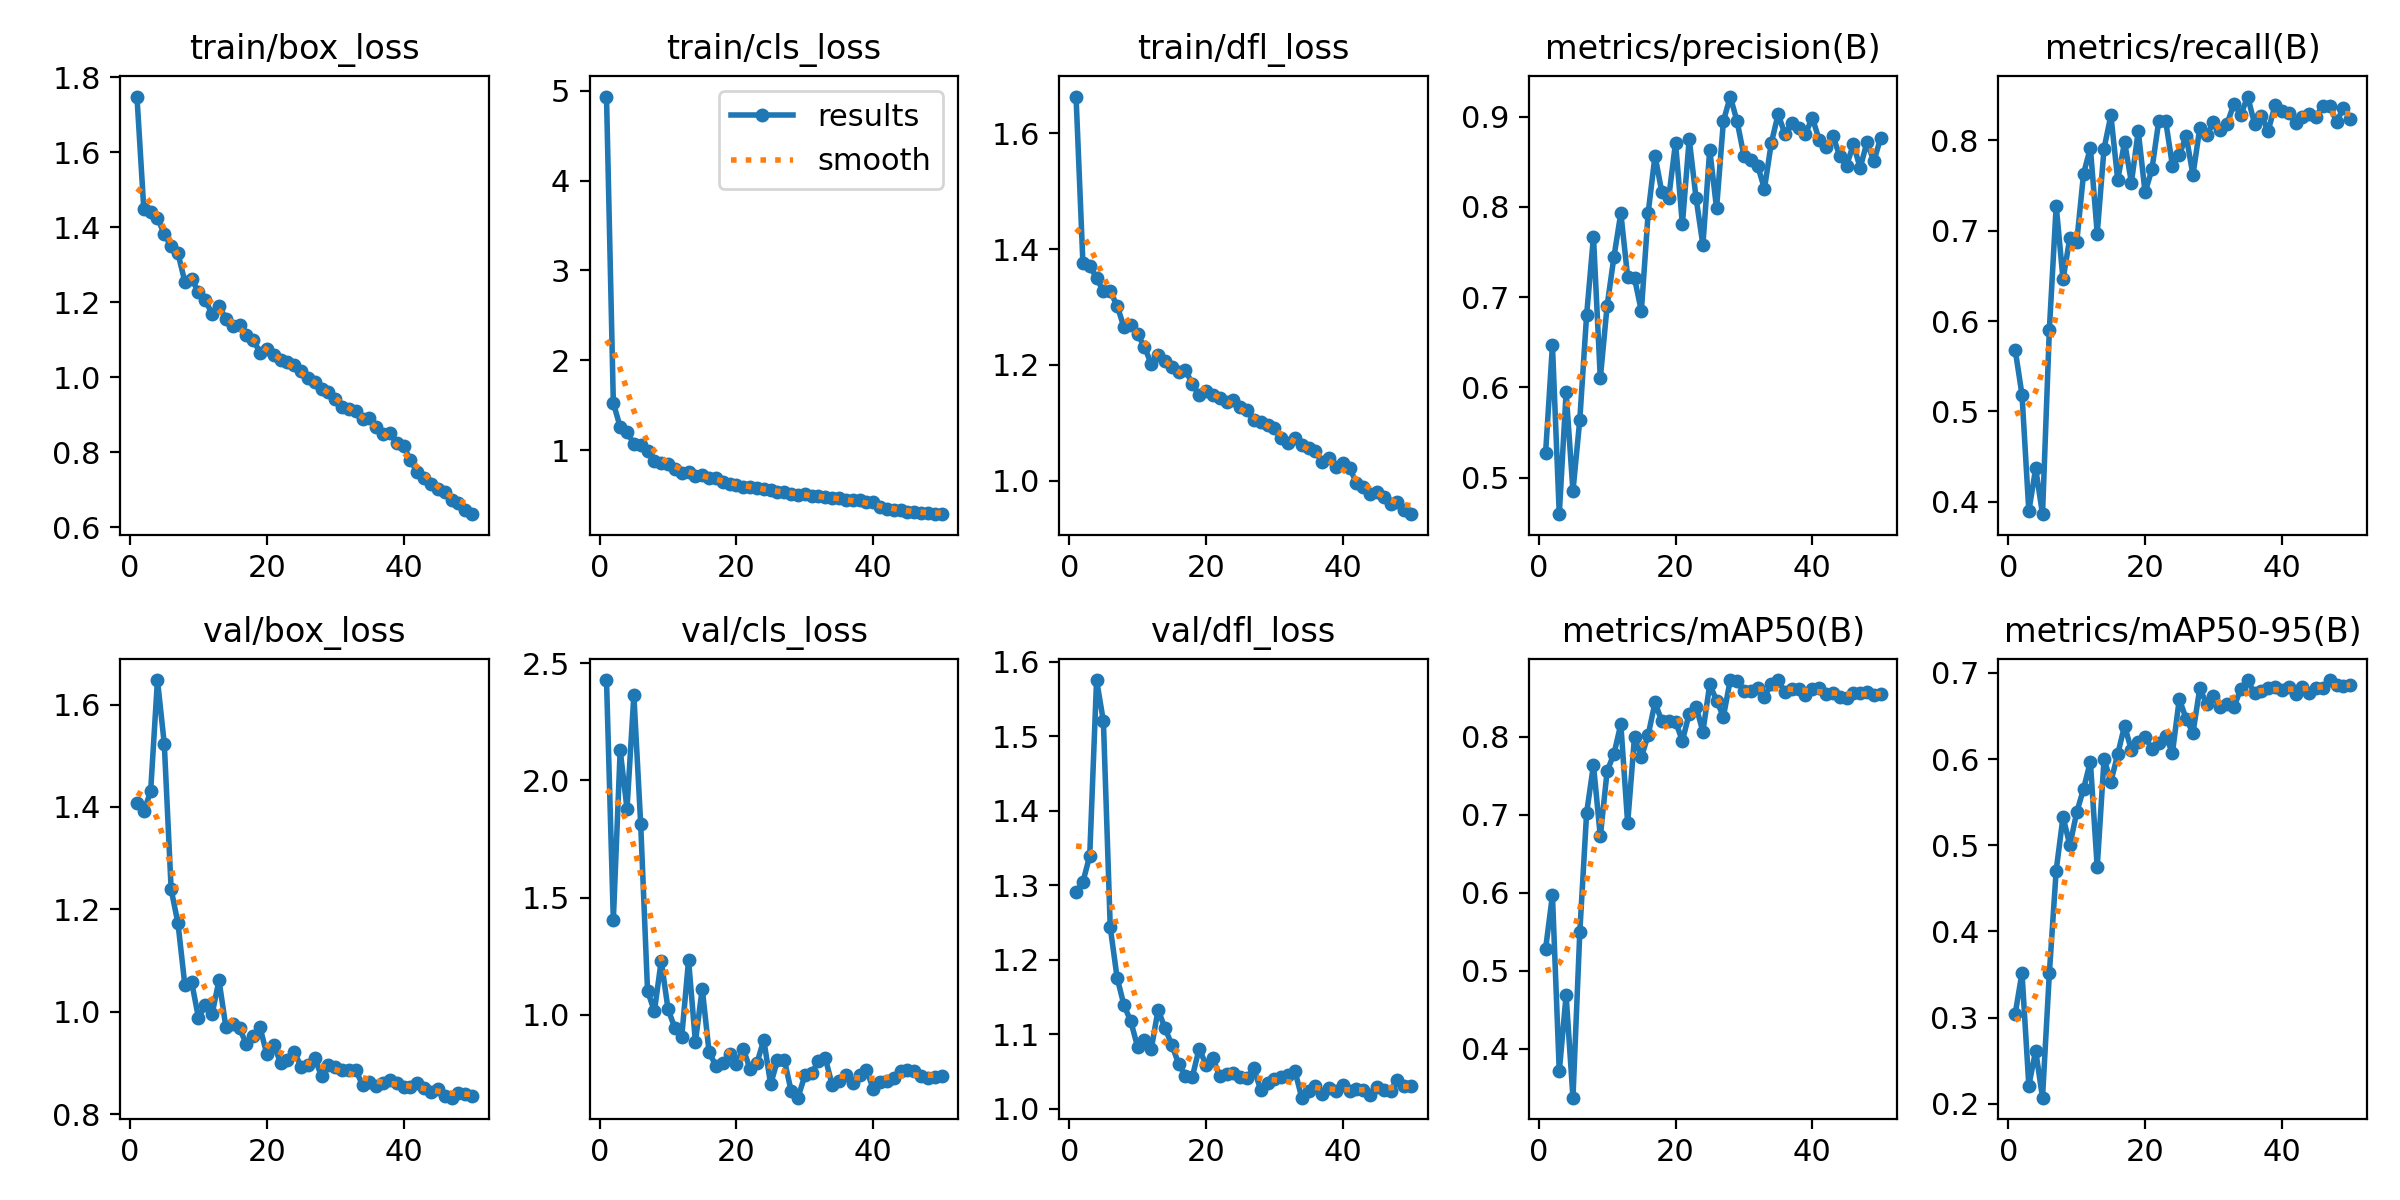 train/box_loss
1.8
1.6
1.4
1.2
1.0
0.8
0.6
0 20 40
train/cls_loss
results
smooth
5
4
3
2
1
0 20 40
train/dfl_loss
1.6
1.4
1.2
1.0
0 20 40
metrics/precision(B)
0.9
0.8
0.7
0.6
0.5
0 20 40
metrics/recall(B)
0.8
0.7
0.6
0.5
0.4
0 20 40
val/box_loss
1.6
1.4
1.2
1.0
0.8
0 20 40
val/cls_loss
2.5
2.0
1.5
1.0
0 20 40
val/dfl_loss
1.6
1.5
1.4
1.3
1.2
1.1
1.0
0 20 40
metrics/mAP50(B)
0.8
0.7
0.6
0.5
0.4
0 20 40
metrics/mAP50-95(B)
0.7
0.6
0.5
0.4
0.3
0.2
0 20 40